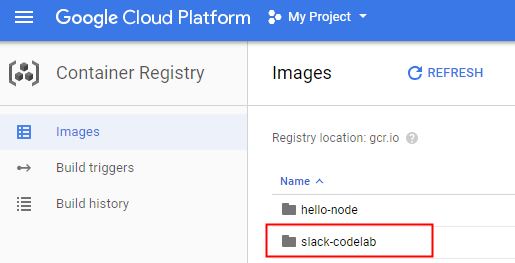 Google Cloud Platform My Project
Container Registry
Images REFRESH
Images
Build triggers
Build history
Registry location: gcr.io
Name
hello-node
slack-codelab